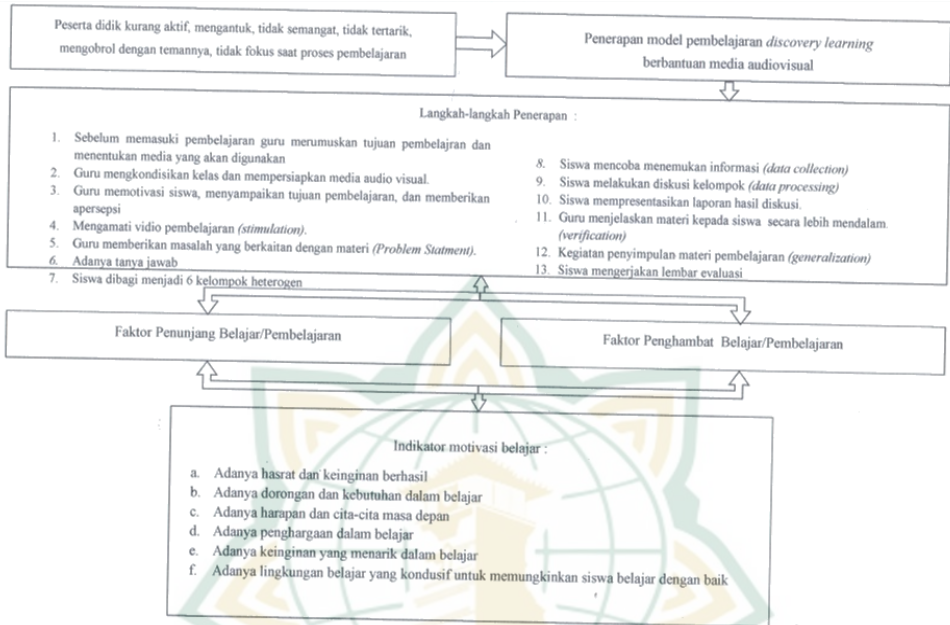 Peserta didik kurang aktif, mengantuk, tidak semangat, tidak tertarik,
mengobrol dengan temannya, tidak fokus saat proses pembelajaran
Penerapan model pembelajaran discovery learning
berbantuan media audiovisual
Langkah-langkah Penerapan :
1. Sebelum memasuki pembelajaran guru merumuskan tujuan pembelajran dan
menentukan media yang akan digunakan
2. Guru mengkondisikan kelas dan mempersiapkan media audio visual.
3. Guru memotivasi siswa, menyampaikan tujuan pembelajaran, dan memberikan
apersepsi
4. Mengamati vidio pembelajaran (stimulation).
5. Guru memberikan masalah yang berkaitan dengan materi (Problem Statment).
6. Adanya tanya jawab
7. Siswa dibagi menjadi 6 kelompok heterogen
8. Siswa mencoba menemukan informasi (data collection)
9. Siswa melakukan diskusi kelompok (data processing)
10. Siswa mempresentasikan laporan hasil diskusi.
11. Guru menjelaskan materi kepada siswa secara lebih mendalam.
(verification)
12. Kegiatan penyimpulan materi pembelajaran (generalization)
13. Siswa mengerjakan lembar evaluasi
Faktor Penunjang Belajar/Pembelajaran
Faktor Penghambat Belajar/Pembelajaran
Indikator motivasi belajar :
a. Adanya hasrat dan keinginan berhasil
b. Adanya dorongan dan kebutuhan dalam belajar
c. Adanya harapan dan cita-cita masa depan
d. Adanya penghargaan dalam belajar
e. Adanya keinginan yang menarik dalam belajar
f. Adanya lingkungan belajar yang kondusif untuk memungkinkan siswa belajar dengan baik